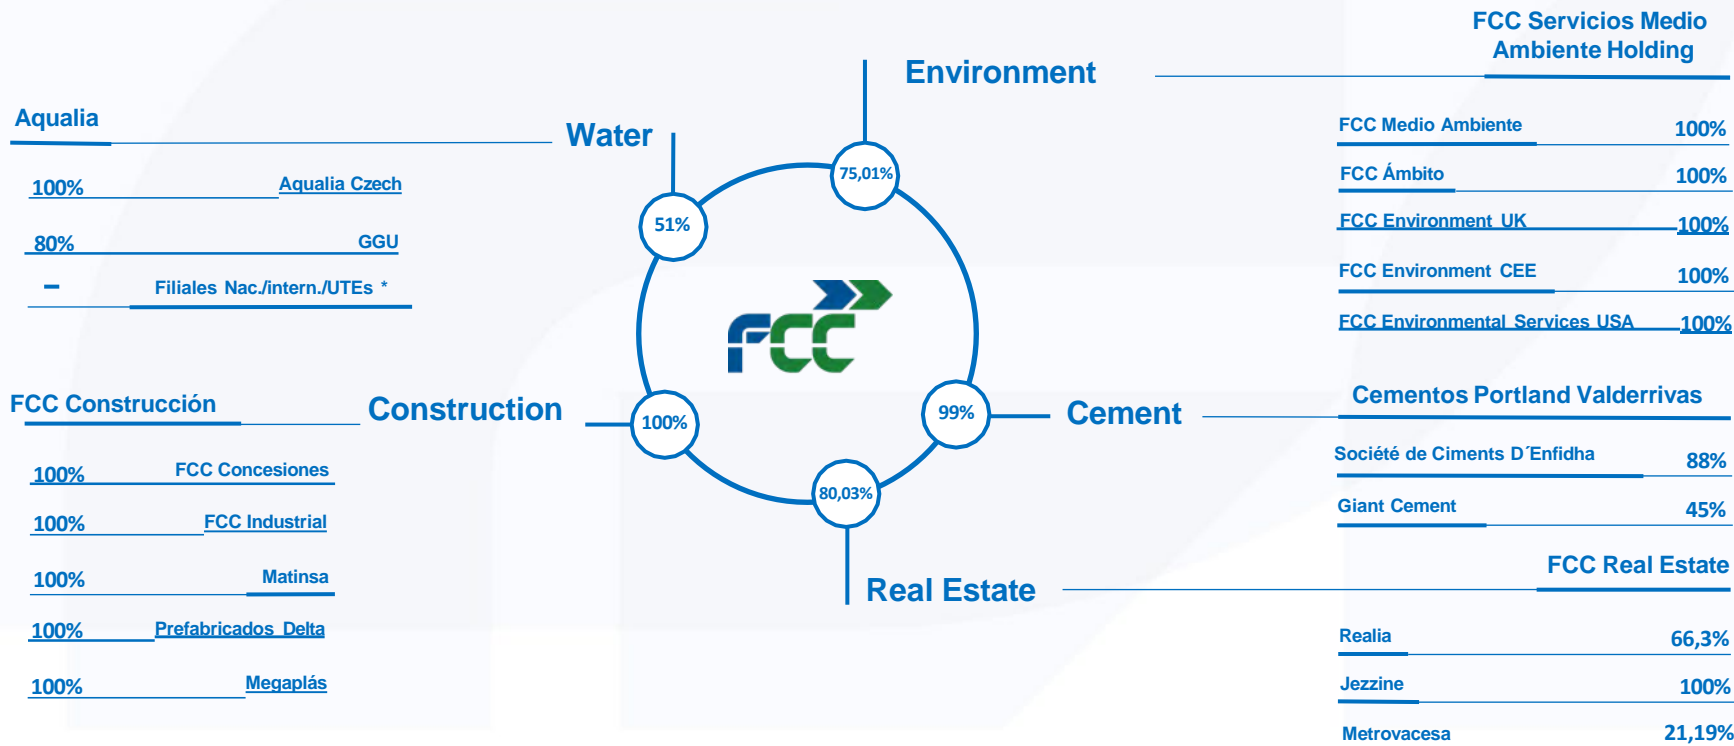 FCC Servicios Medio
Ambiente Holding
Environment
FCC Medio Ambiente 100%
FCC Ámbito 100%
FCC Environment UK 100%
FCC Environment CEE 100%
FCC Environmental Services USA 100%
Aqualia
Water
100% Aqualia Czech
80% GGU
– Filiales Nac./intern./UTEs *
75,01%
51%
FCC
100%
99%
80,03%
FCC Construcción
Construction
100% FCC Concesiones
100% FCC Industrial
100% Matinsa
100% Prefabricados Delta
100% Megaplás
Cement
Cementos Portland Valderrivas
Société de Ciments D´Enfidha 88%
Giant Cement 45%
Real Estate
FCC Real Estate
Realia 66,3%
Jezzine 100%
Metrovacesa 21,19%